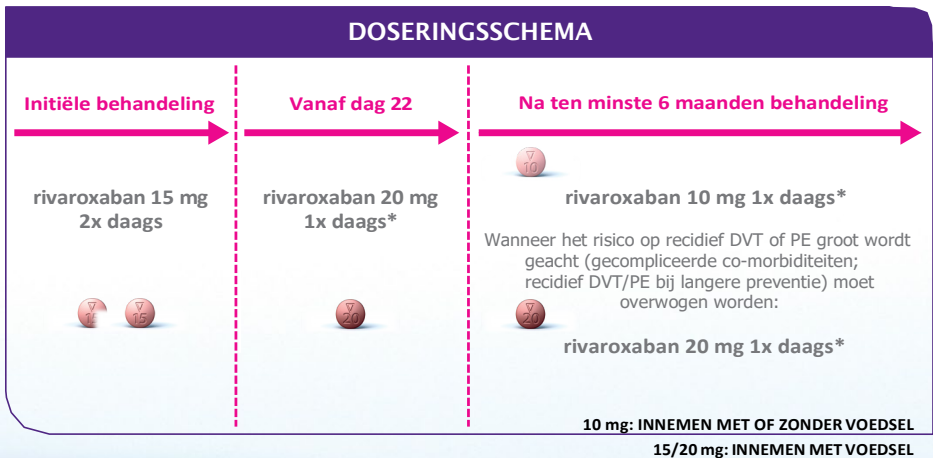 DOSERINGSSCHEMA
Initiële behandeling
rivaroxaban 15 mg
2x daags
15
Vanaf dag 22
rivaroxaban 20 mg
1x daags*
20
Na ten minste 6 maanden behandeling
10
rivaroxaban 10 mg 1x daags*
Wanneer het risico op recidief DVT of PE groot wordt
geacht (gecompliceerde co-morbiditeiten;
recidief DVT/PE bij langere preventie) moet
overwogen worden:
20
rivaroxaban 20 mg 1x daags*
10 mg: INNEMEN MET OF ZONDER VOEDSEL
15/20 mg: INNEMEN MET VOEDSEL